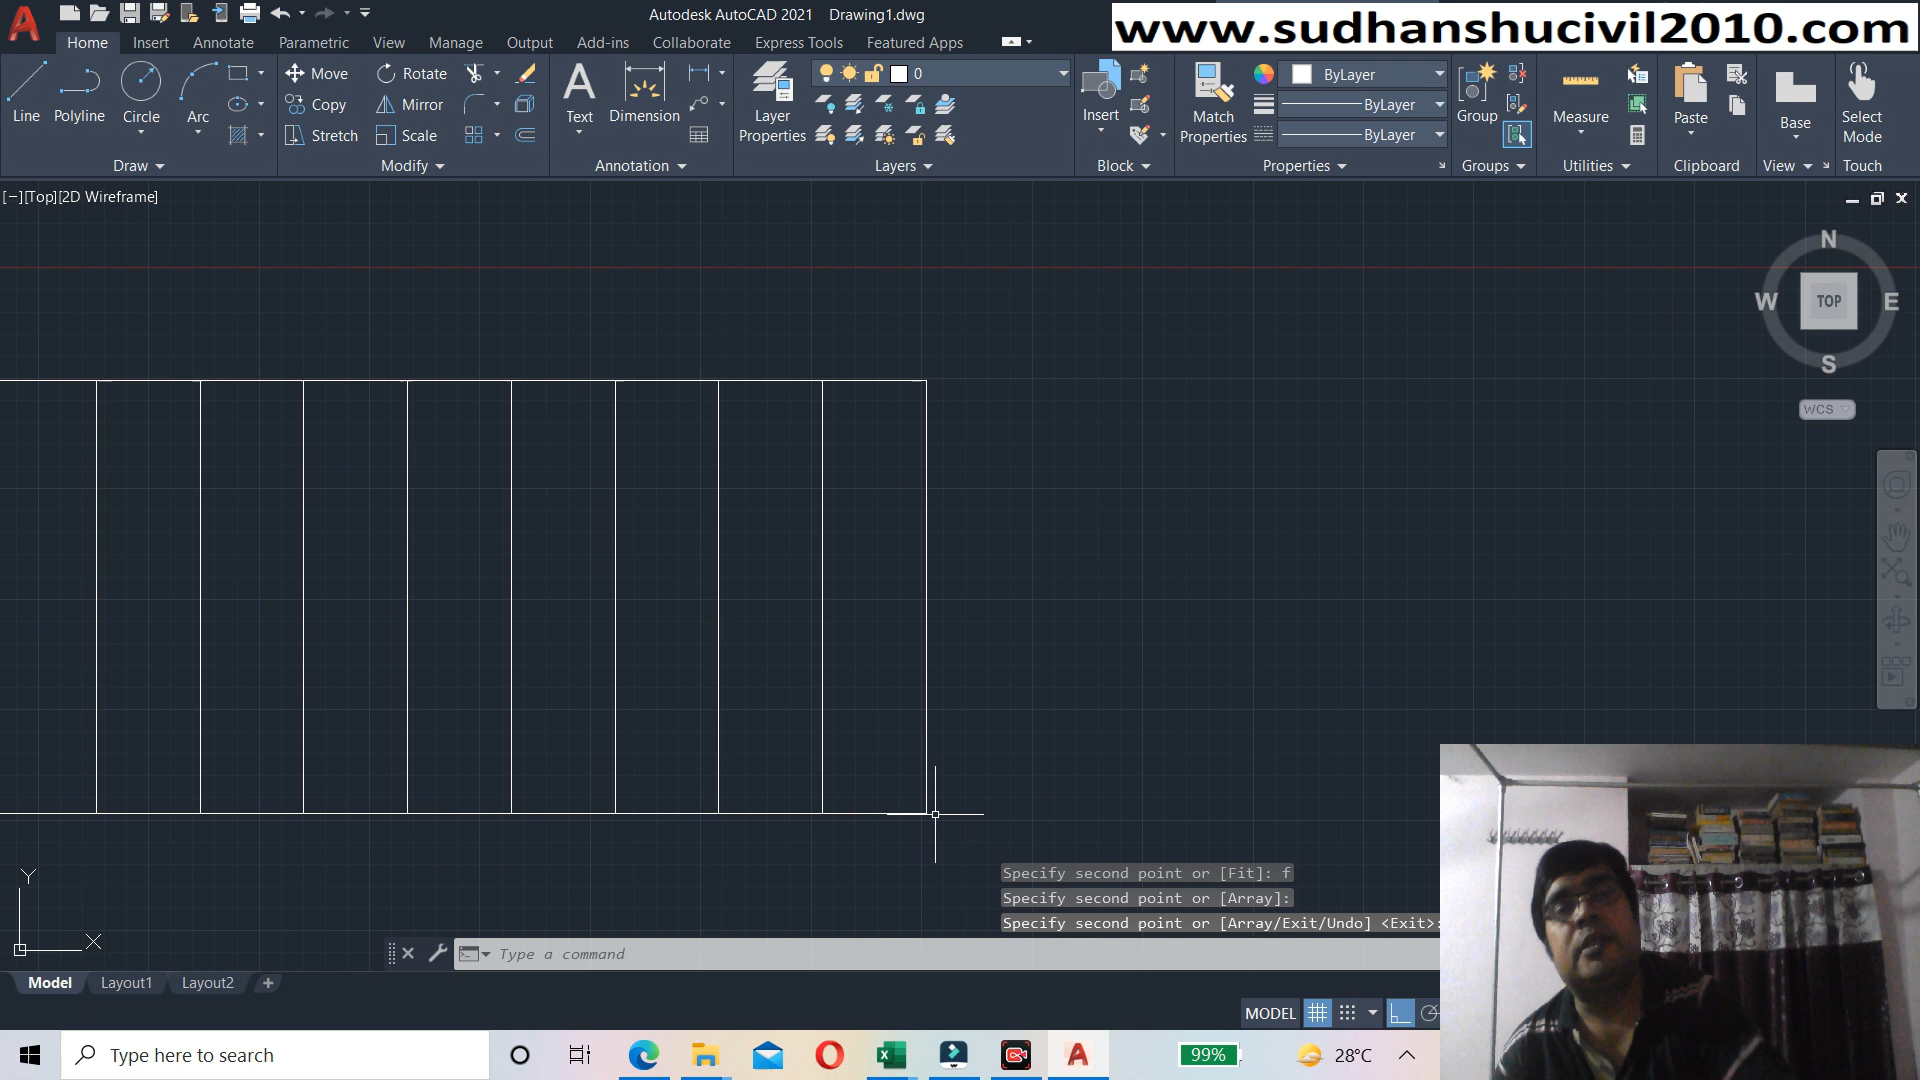 Autodesk AutoCAD 2021 Drawing1.dwg
www.sudhanshucivil2010.com
Home Insert Annotate Parametric View Manage Output Add-ins Collaborate Express Tools Featured Apps
Line
Polyline
Circle
Arc
Draw
Move
Copy
Stretch
Rotate
Mirror
Scale
Modify
Text
Dimension
Annotation
Layer
Properties
0
Layers
Insert
Block
Match
Properties
ByLayer
ByLayer
ByLayer
Properties
Group
Groups
Measure
Utilities
Paste
Clipboard
Base
View
Select
Mode
Touch
[−][Top][2D Wireframe]
N
W
TOP
E
S
WCS
Y
X
Specify second point or [Fit]: f
Specify second point or [Array]:
Specify second point or [Array/Exit/Undo] <Exit>:
Type a command
Model Layout1 Layout2 +
MODEL
Type here to search
99%
28°C